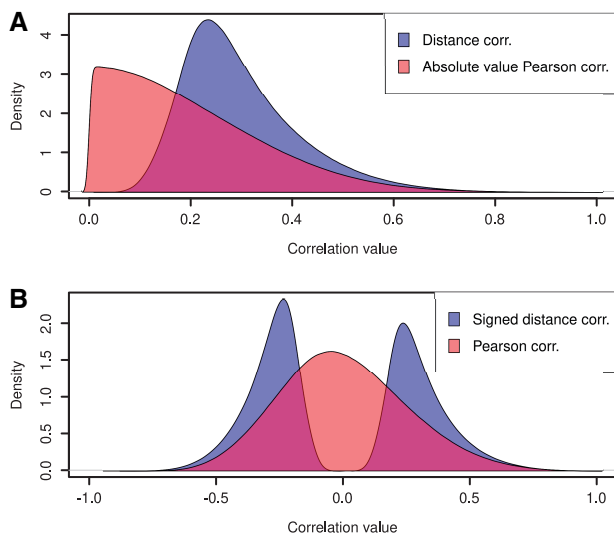 A
Density
4
3
2
1
0
Distance corr.
Absolute value Pearson corr.
0.0 0.2 0.4 0.6 0.8 1.0
Correlation value
B
Density
2.0
1.5
1.0
0.5
0.0
Signed distance corr.
Pearson corr.
-1.0 -0.5 0.0 0.5 1.0
Correlation value